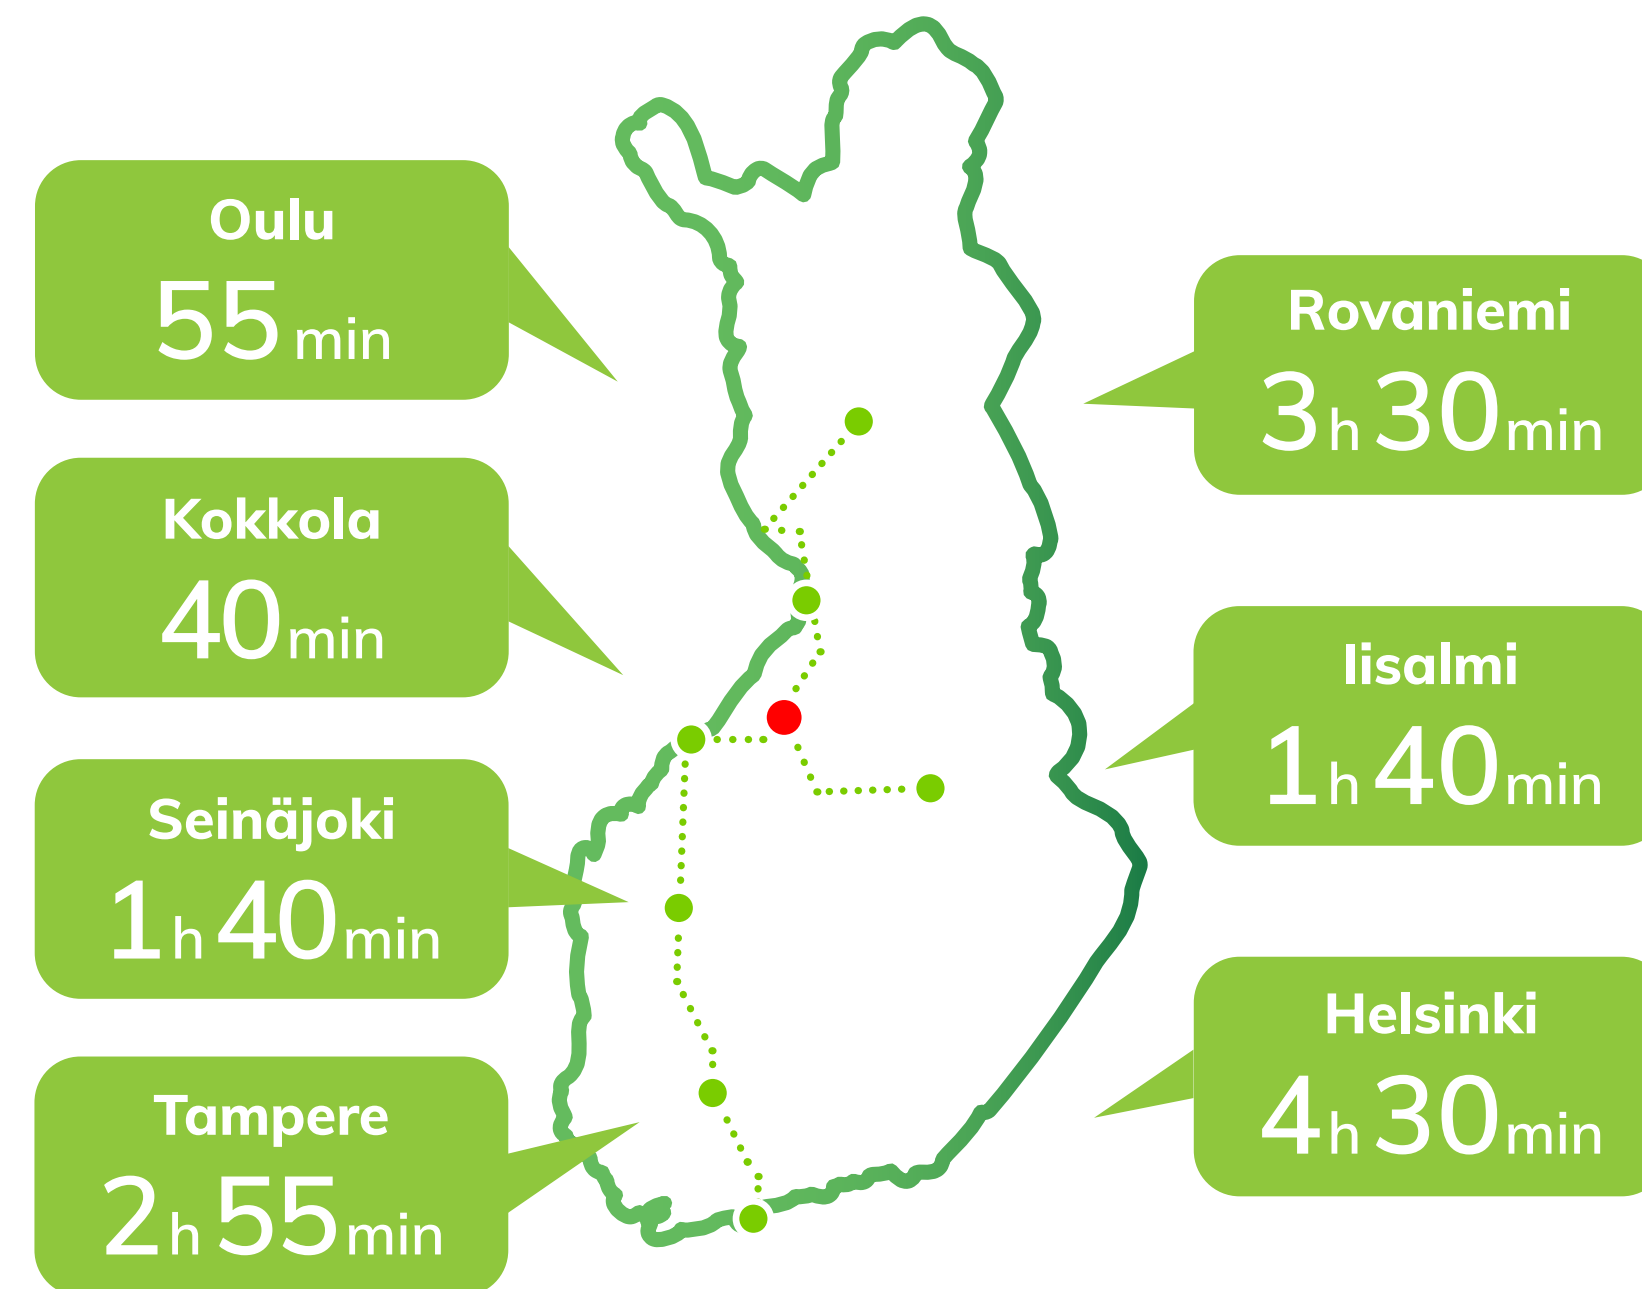 Oulu
55 min
Kokkola
40 min
Seinäjoki
1 h 40 min
Tampere
2 h 55 min
Rovaniemi
3 h 30 min
Iisalmi
1 h 40 min
Helsinki
4 h 30 min